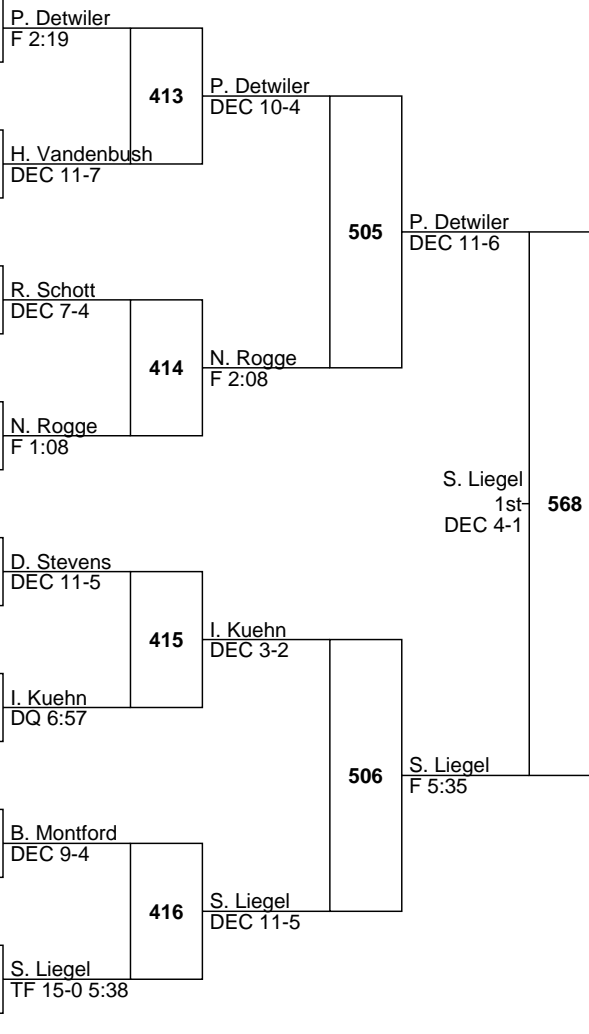 P. Detwiler
F 2:19
413
P. Detwiler
DEC 10-4
H. Vandenbush
DEC 11-7
505
P. Detwiler
DEC 11-6
R. Schott
DEC 7-4
414
N. Rogge
F 2:08
N. Rogge
F 1:08
S. Liegel
1st
DEC 4-1
568
D. Stevens
DEC 11-5
415
I. Kuehn
DEC 3-2
I. Kuehn
DQ 6:57
506
S. Liegel
F 5:35
B. Montford
DEC 9-4
416
S. Liegel
DEC 11-5
S. Liegel
TF 15-0 5:38